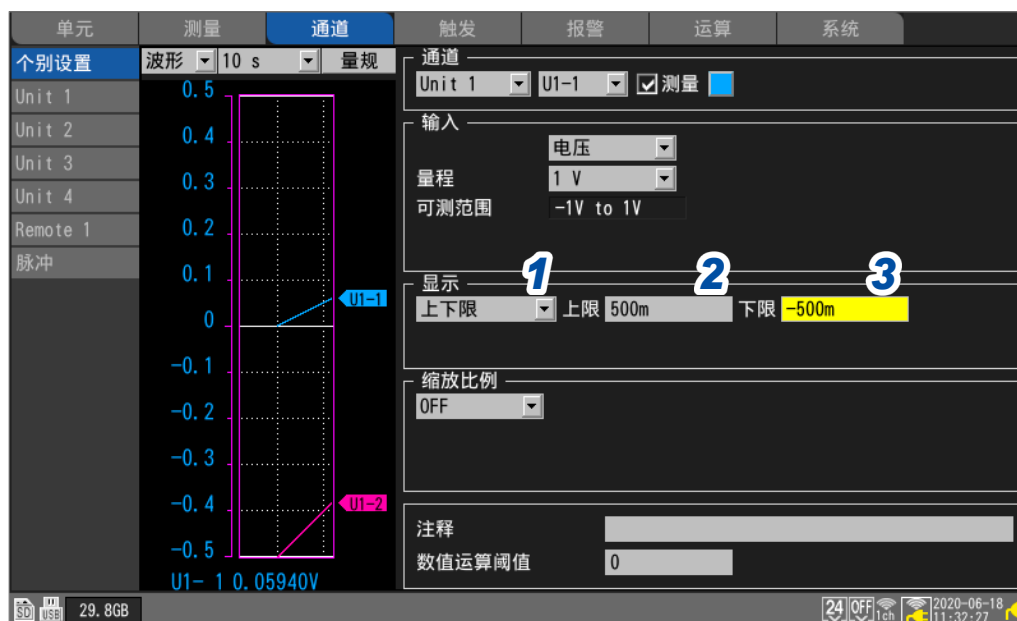 单元 测量 通道 触发 报警 运算 系统
个别设置
Unit 1
Unit 2
Unit 3
Unit 4
Remote 1
脉冲
波形 10 s 量规
0.5
0.4
0.3
0.2
0.1
0
-0.1
-0.2
-0.3
-0.4
-0.5
U1-1
U1-2
U1- 1 0.05940V
通道
Unit 1 U1-1 测量
输入
电压
量程 1 V
可测范围 -1V to 1V
1 2 3
显示
上下限 上限 500m 下限 -500m
缩放比例
OFF
注释
数值运算阈值 0
SD USB 29.8GB
24 OFF 1ch 2020-06-18
11:32:27